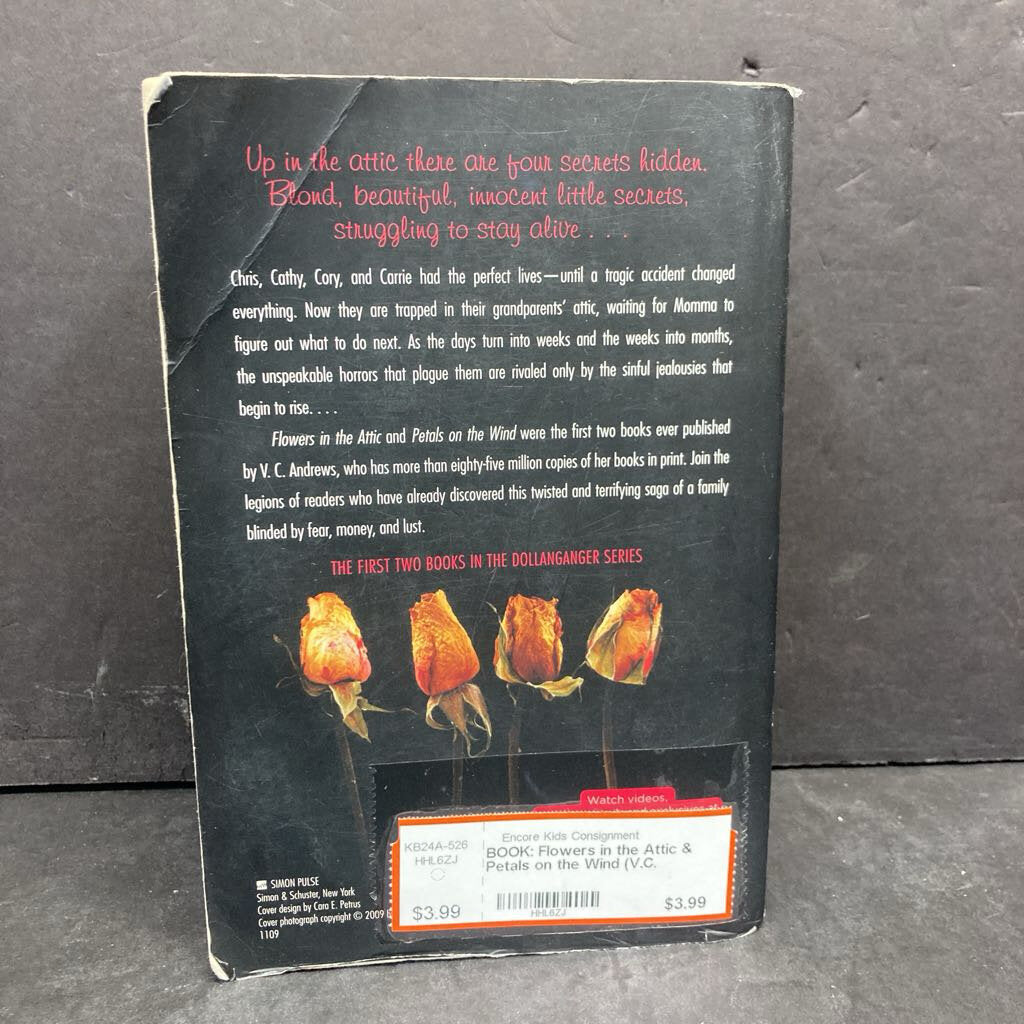 Up in the attic there are four secrets hidden.
Blond, beautiful, innocent little secrets,
struggling to stay alive . . .
Chris, Cathy, Cory, and Carrie had the perfect lives—until a tragic accident changed
everything. Now they are trapped in their grandparents' attic, waiting for Momma to
figure out what to do next. As the days turn into weeks and the weeks into months,
the unspeakable horrors that plague them are rivaled only by the sinful jealousies that
begin to rise. . . .
Flowers in the Attic and Petals on the Wind were the first two books ever published
by V. C. Andrews, who has more than eighty-five million copies of her books in print. Join the
legions of readers who have already discovered this twisted and terrifying saga of a family
blinded by fear, money, and lust.
THE FIRST TWO BOOKS IN THE DOLLANGANGER SERIES
Watch videos,
KB24A-526
HHL6ZJ
$3.99
Encore Kids Consignment
BOOK: Flowers in the Attic &
Petals on the Wind (V.C.
HHL6ZJ
$3.99
SIMON PULSE
Simon & Schuster, New York
Cover design by Cara E. Petrus
Cover photograph copyright © 2009
1109